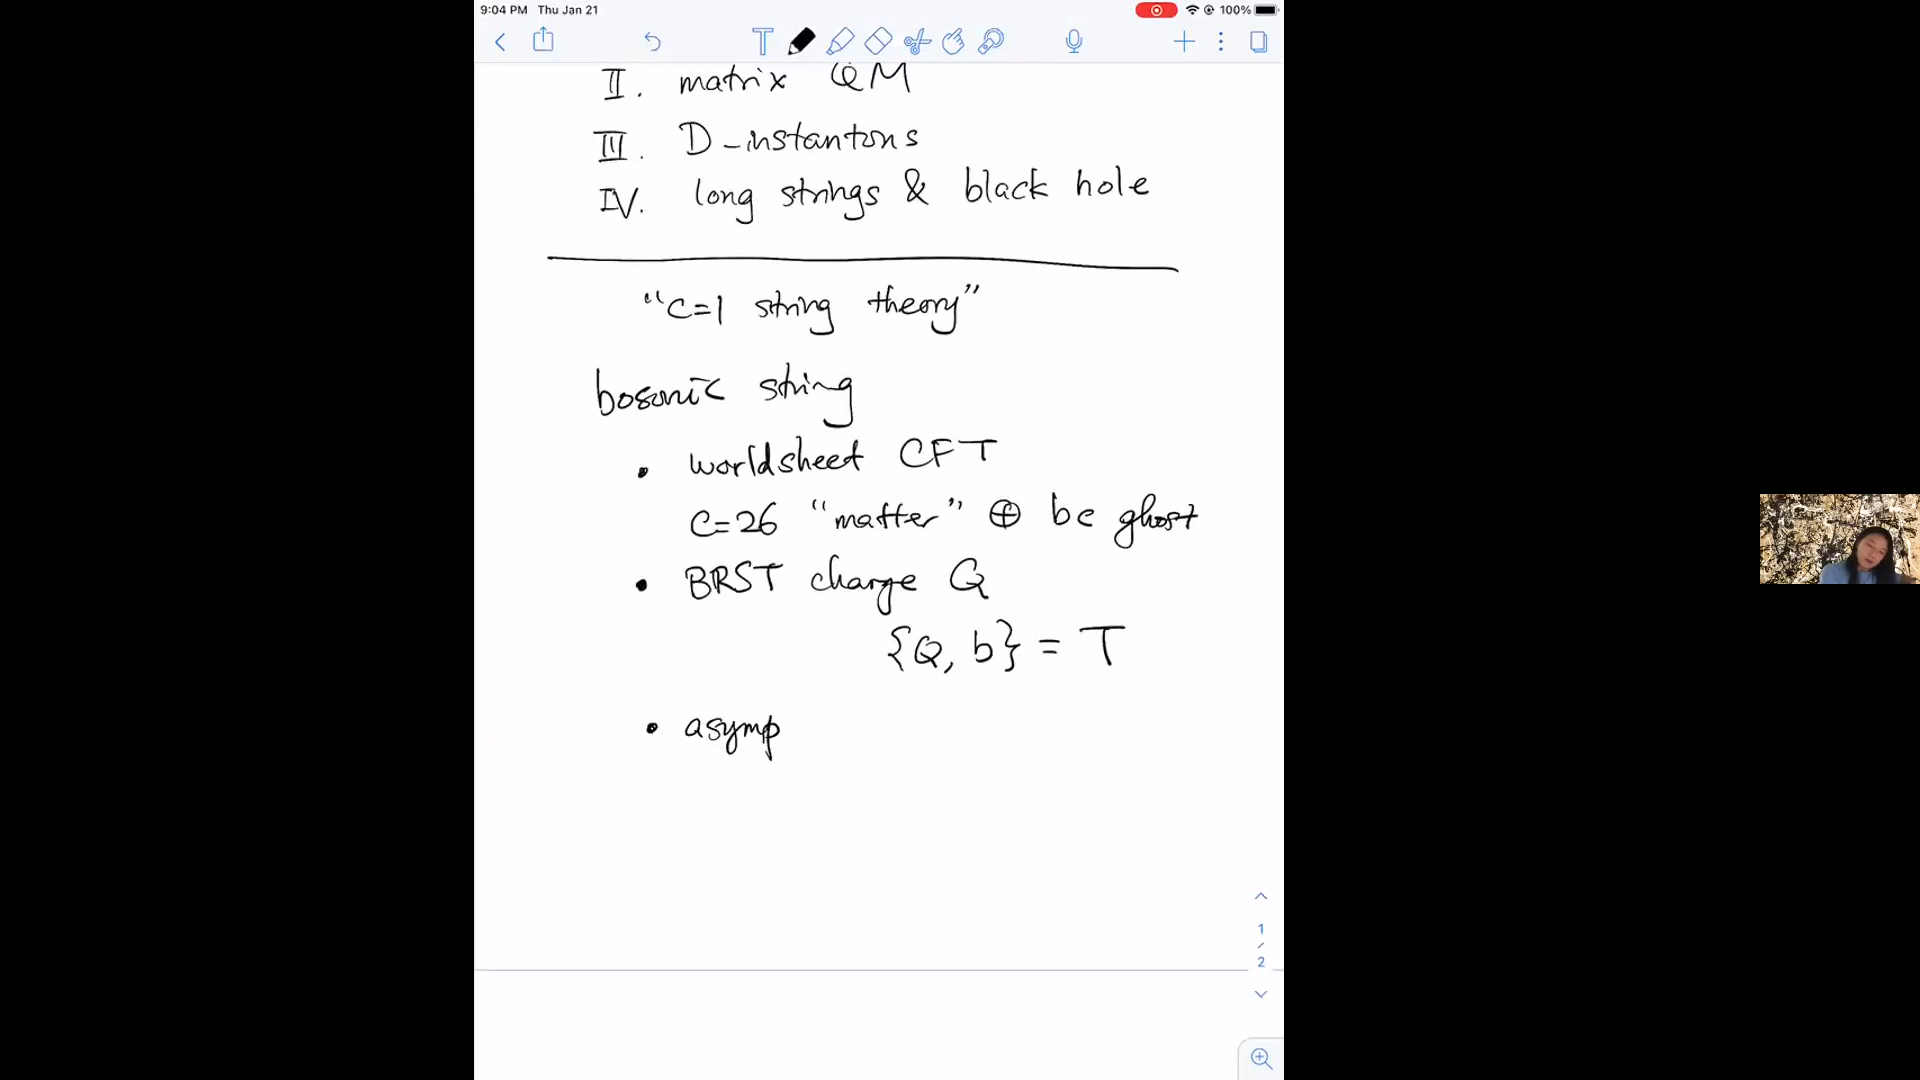 9:04 PM Thu Jan 21 100%
II. matrix QM
III. D-instantons
IV. long strings & black hole
"c=1 string theory"
bosonic string
• worldsheet CFT
c=26 "matter" ⊕ bc ghost
• BRST charge Q
{Q, b} = T
• asymp
1
/
2